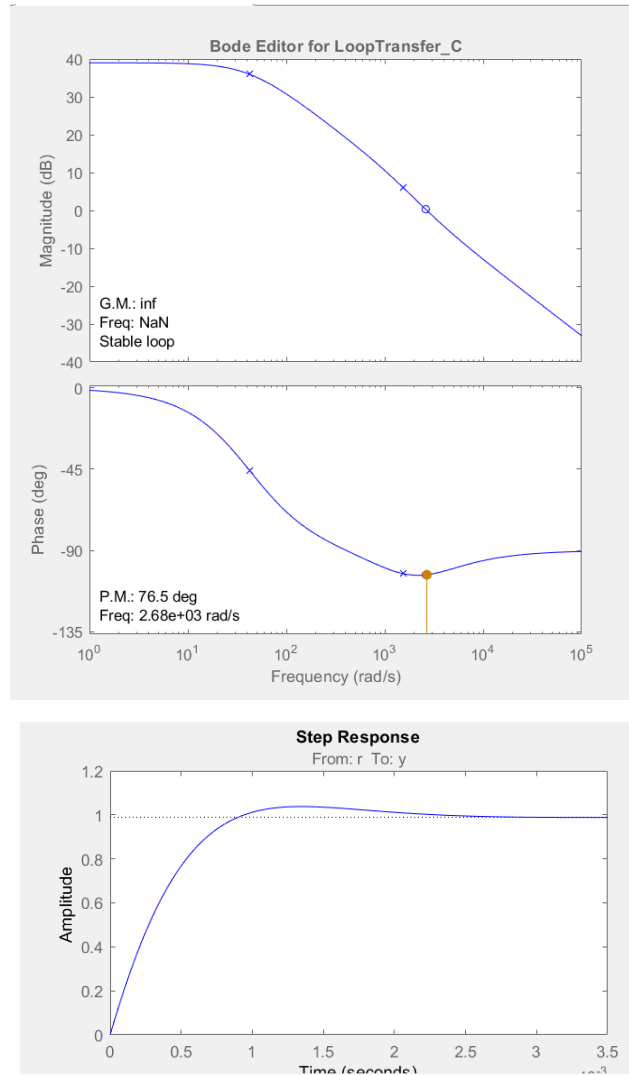 Bode Editor for LoopTransfer_C
40
30
20
10
0
-10
-20
-30
-40
Magnitude (dB)
G.M.: inf
Freq: NaN
Stable loop
0
-45
-90
-135
Phase (deg)
P.M.: 76.5 deg
Freq: 2.68e+03 rad/s
10^0 10^1 10^2 10^3 10^4 10^5
Frequency (rad/s)
Step Response
From: r To: y
1.2
1
0.8
0.6
0.4
0.2
0
Amplitude
0 0.5 1 1.5 2 2.5 3 3.5
Time (seconds)